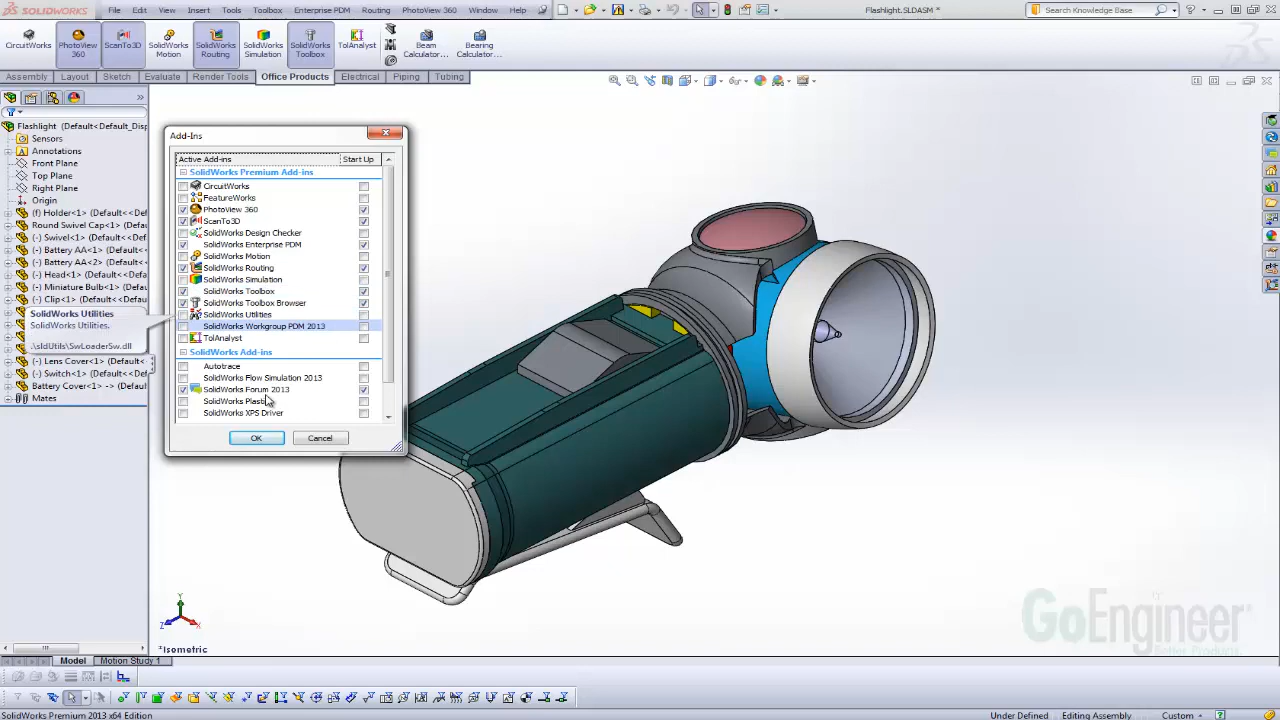 SOLIDWORKS File Edit View Insert Tools Toolbox Enterprise PDM Routing PhotoView 360 Window Help Flashlight.SLDASM * Search Knowledge Base
CircuitWorks
PhotoView 360
ScanTo3D
SolidWorks Motion
SolidWorks Routing
SolidWorks Simulation
SolidWorks Toolbox
TolAnalyst
Beam Calculator...
Bearing Calculator...
Assembly Layout Sketch Evaluate Render Tools Office Products Electrical Piping Tubing
Flashlight (Default<Default_Disp
Sensors
Annotations
Front Plane
Top Plane
Right Plane
Origin
(f) Holder<1> (Default<<Def
Round Swivel Cap<1> (Default
(-) Swivel<1> (Default<<Def
(-) Battery AA<1> (Default<
(-) Battery AA<2> (Default<
(-) Head<1> (Default<<Def
(-) Miniature Bulb<1> (Defa
(-) Clip<1> (Default<<Defa
SolidWorks Utilities
SolidWorks Utilities.
.\sldUtils\SwLoaderSw.dll
(-) Lens Cover<1> (Default<
(-) Switch<1> (Default<<De
Battery Cover<1> -> (Default
Mates
Add-Ins
Active Add-ins Start Up
SolidWorks Premium Add-ins
CircuitWorks
FeatureWorks
PhotoView 360
ScanTo3D
SolidWorks Design Checker
SolidWorks Enterprise PDM
SolidWorks Motion
SolidWorks Routing
SolidWorks Simulation
SolidWorks Toolbox
SolidWorks Toolbox Browser
SolidWorks Utilities
SolidWorks Workgroup PDM 2013
TolAnalyst
SolidWorks Add-ins
Autotrace
SolidWorks Flow Simulation 2013
SolidWorks Forum 2013
SolidWorks Plastics
SolidWorks XPS Driver
OK Cancel
Y
Z X
*Isometric
GoEngineer
Better Products.
Model Motion Study 1
SolidWorks Premium 2013 x64 Edition Under Defined Editing Assembly Custom